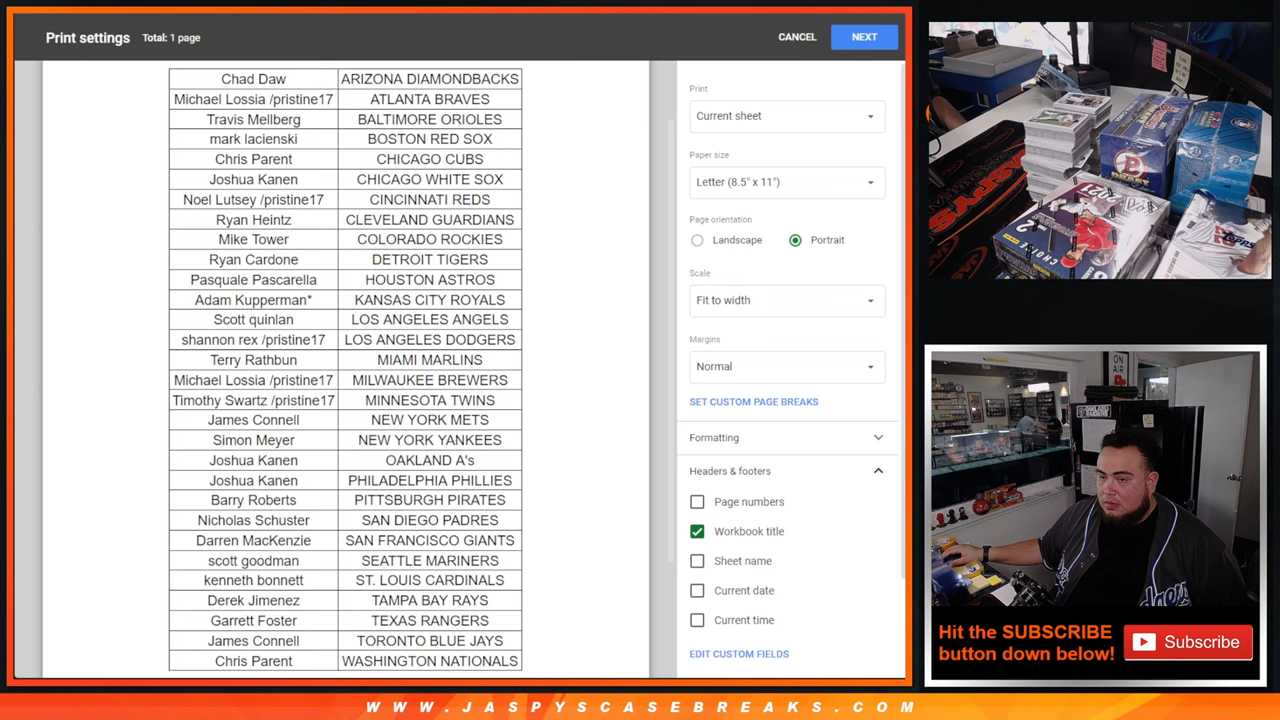 Print settings Total: 1 page CANCEL NEXT
Chad Daw ARIZONA DIAMONDBACKS
Michael Lossia /pristine17 ATLANTA BRAVES
Travis Mellberg BALTIMORE ORIOLES
mark lacienski BOSTON RED SOX
Chris Parent CHICAGO CUBS
Joshua Kanen CHICAGO WHITE SOX
Noel Lutsey /pristine17 CINCINNATI REDS
Ryan Heintz CLEVELAND GUARDIANS
Mike Tower COLORADO ROCKIES
Ryan Cardone DETROIT TIGERS
Pasquale Pascarella HOUSTON ASTROS
Adam Kupperman* KANSAS CITY ROYALS
Scott quinlan LOS ANGELES ANGELS
shannon rex /pristine17 LOS ANGELES DODGERS
Terry Rathbun MIAMI MARLINS
Michael Lossia /pristine17 MILWAUKEE BREWERS
Timothy Swartz /pristine17 MINNESOTA TWINS
James Connell NEW YORK METS
Simon Meyer NEW YORK YANKEES
Joshua Kanen OAKLAND A's
Joshua Kanen PHILADELPHIA PHILLIES
Barry Roberts PITTSBURGH PIRATES
Nicholas Schuster SAN DIEGO PADRES
Darren MacKenzie SAN FRANCISCO GIANTS
scott goodman SEATTLE MARINERS
kenneth bonnett ST. LOUIS CARDINALS
Derek Jimenez TAMPA BAY RAYS
Garrett Foster TEXAS RANGERS
James Connell TORONTO BLUE JAYS
Chris Parent WASHINGTON NATIONALS
Print
Current sheet
Paper size
Letter (8.5" x 11")
Page orientation
Landscape Portrait
Scale
Fit to width
Margins
Normal
SET CUSTOM PAGE BREAKS
Formatting
Headers & footers
Page numbers
Workbook title
Sheet name
Current date
Current time
EDIT CUSTOM FIELDS
2021
CHOICE
TOPPS
ON
AIR
Hit the SUBSCRIBE
button down below!
Subscribe
WWW.JASPYSCASEBREAKS.COM